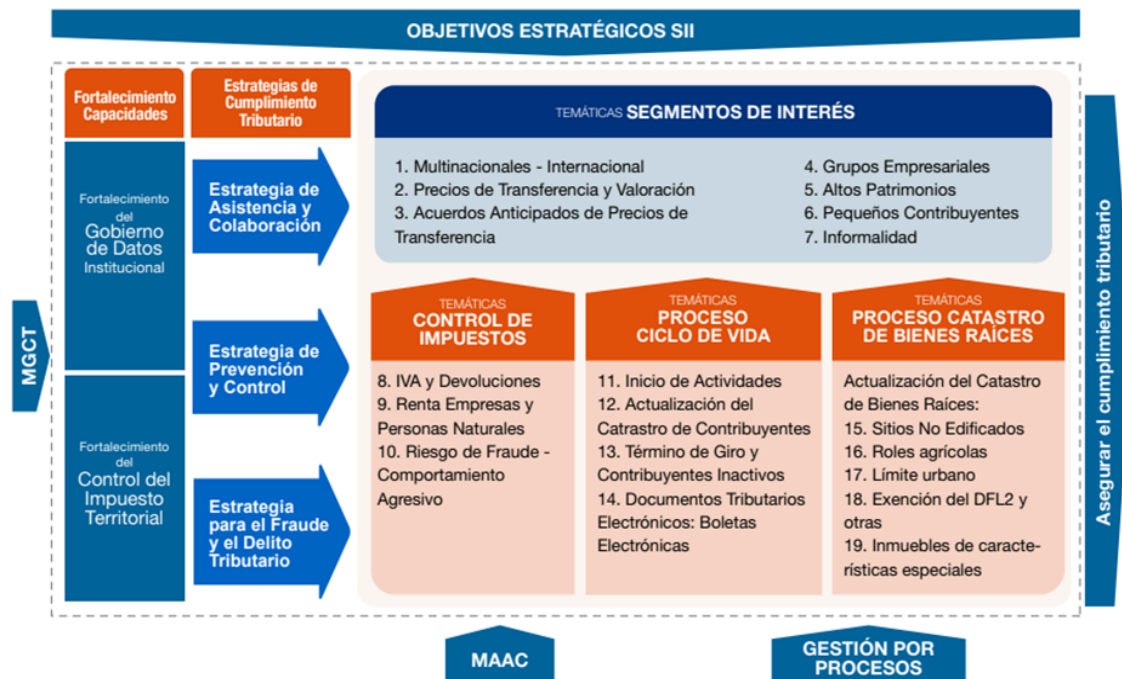 OBJETIVOS ESTRATÉGICOS SII
MGCT
Fortalecimiento
Capacidades
Fortalecimiento
del
Gobierno
de Datos
Institucional
Fortalecimiento
del
Control del
Impuesto
Territorial
Estrategias de
Cumplimiento
Tributario
Estrategia de
Asistencia y
Colaboración
Estrategia de
Prevención
y Control
Estrategia
para el Fraude
y el Delito
Tributario
TEMÁTICAS SEGMENTOS DE INTERÉS
1. Multinacionales - Internacional
2. Precios de Transferencia y Valoración
3. Acuerdos Anticipados de Precios de
Transferencia
4. Grupos Empresariales
5. Altos Patrimonios
6. Pequeños Contribuyentes
7. Informalidad
TEMÁTICAS
CONTROL DE
IMPUESTOS
8. IVA y Devoluciones
9. Renta Empresas y
Personas Naturales
10. Riesgo de Fraude -
Comportamiento
Agresivo
TEMÁTICAS
PROCESO
CICLO DE VIDA
11. Inicio de Actividades
12. Actualización del
Catrastro de Contribuyentes
13. Término de Giro y
Contribuyentes Inactivos
14. Documentos Tributarios
Electrónicos: Boletas
Electrónicas
TEMÁTICAS
PROCESO CATASTRO
DE BIENES RAÍCES
Actualización del Catastro
de Bienes Raíces:
15. Sitios No Edificados
16. Roles agrícolas
17. Límite urbano
18. Exención del DFL2 y
otras
19. Inmuebles de caracte-
rísticas especiales
Asegurar el cumplimiento tributario
MAAC
GESTIÓN POR
PROCESOS